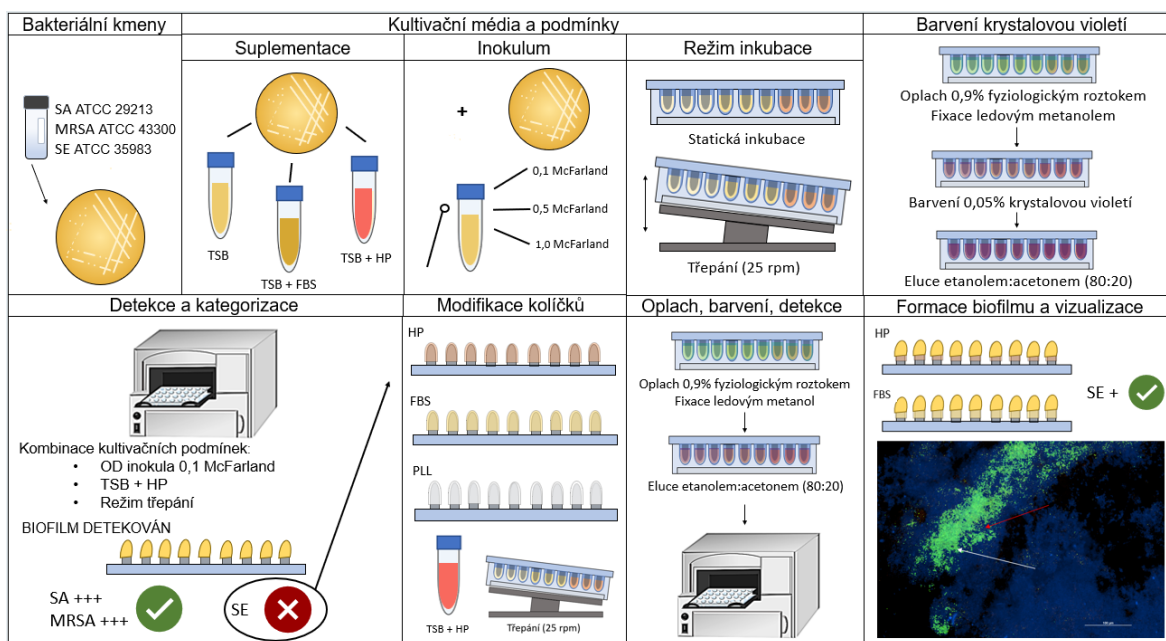 Bakteriální kmeny
Kultivační média a podmínky
Barvení krystalovou violetí
Suplementace
Inokulum
Režim inkubace
SA ATCC 29213
MRSA ATCC 43300
SE ATCC 35983
TSB
TSB + FBS
TSB + HP
+
0,1 McFarland
0,5 McFarland
1,0 McFarland
Statická inkubace
Třepání (25 rpm)
Oplach 0,9% fyziologickým roztokem
Fixace ledovým metanolem
Barvení 0,05% krystalovou violetí
Eluce etanolem:acetonem (80:20)
Detekce a kategorizace
Modifikace kolíčků
Oplach, barvení, detekce
Formace biofilmu a vizualizace
Kombinace kultivačních podmínek:
• OD inokula 0,1 McFarland
• TSB + HP
• Režim třepání
BIOFILM DETEKOVÁN
SA +++
MRSA +++
SE
HP
FBS
PLL
TSB + HP
Třepání (25 rpm)
Oplach 0,9% fyziologickým roztokem
Fixace ledovým metanol
Eluce etanolem:acetonem (80:20)
HP
FBS
SE +